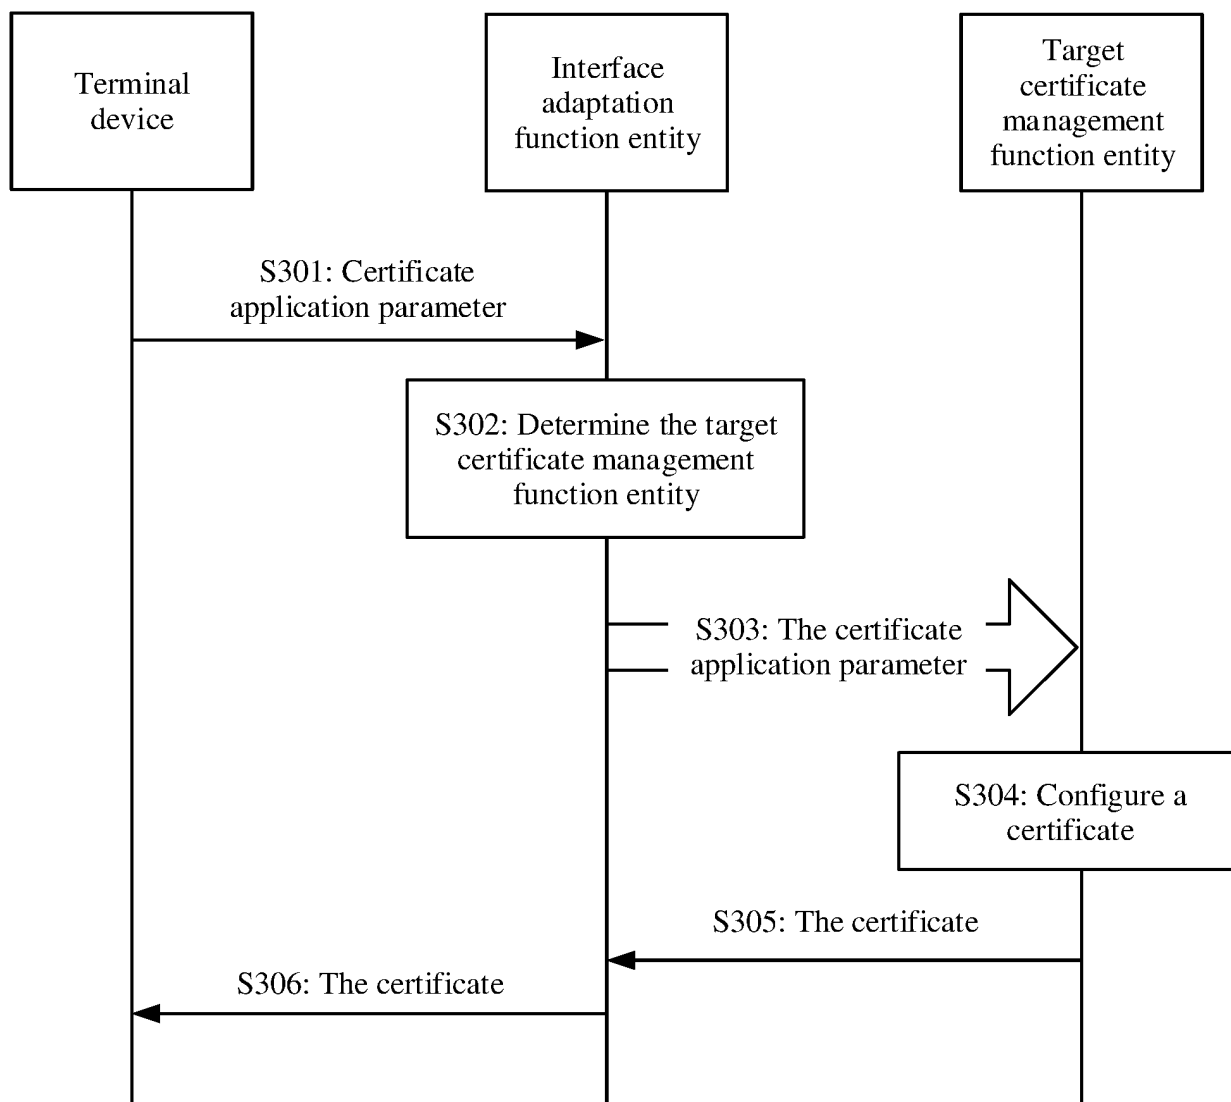 Terminal
device
Interface
adaptation
function entity
Target
certificate
management
function entity
S301: Certificate
application parameter
S302: Determine the target
certificate management
function entity
S303: The certificate
application parameter
S304: Configure a
certificate
S305: The certificate
S306: The certificate